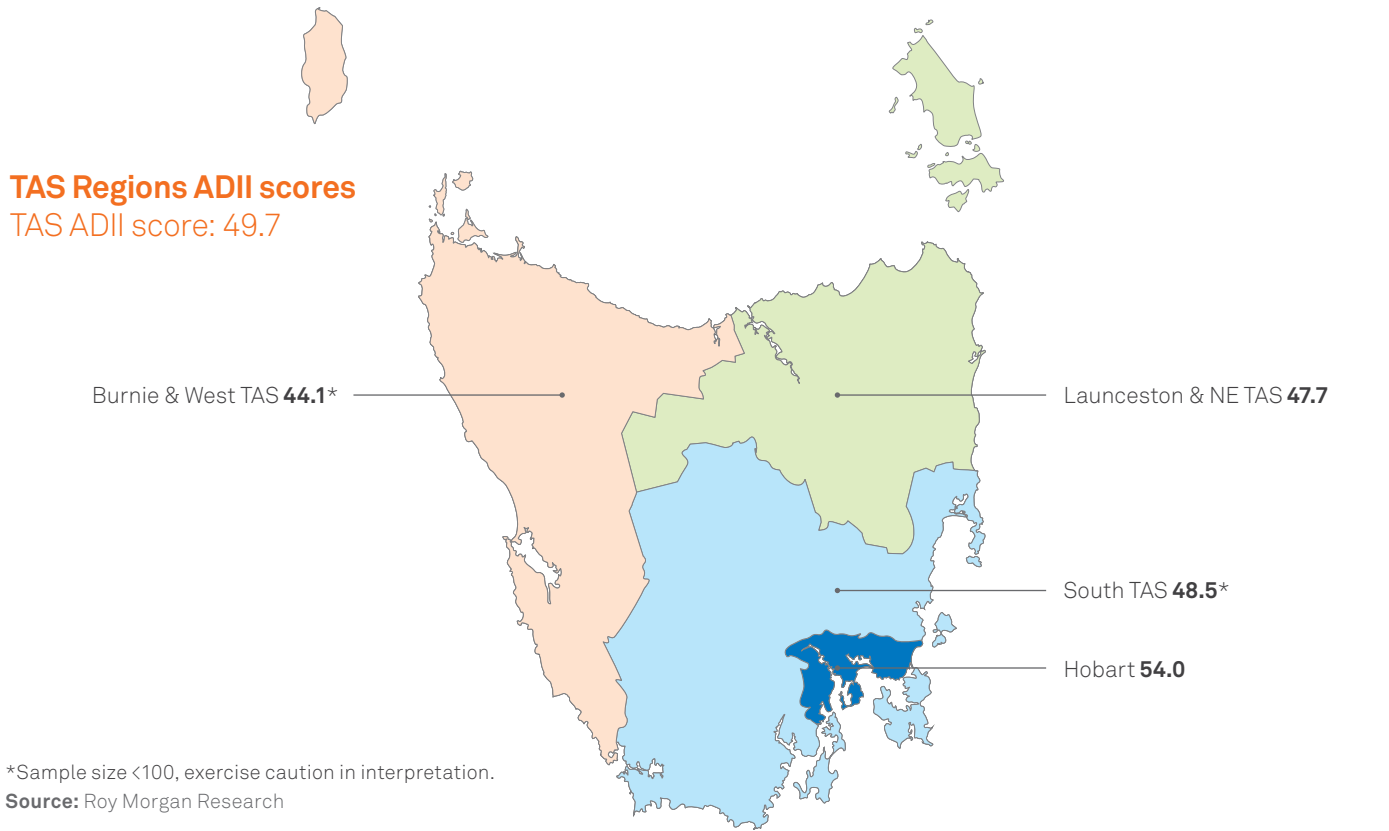 TAS Regions ADII scores
TAS ADII score: 49.7
Burnie & West TAS 44.1*
Launceston & NE TAS 47.7
South TAS 48.5*
Hobart 54.0
*Sample size <100, exercise caution in interpretation.
Source: Roy Morgan Research